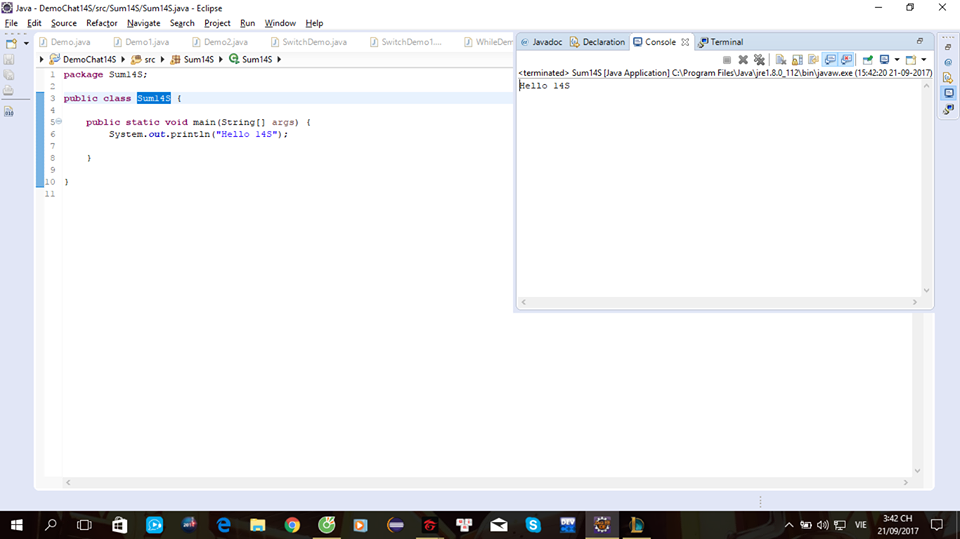 Java - DemoChat14S/src/Sum14S/Sum14S.java - Eclipse
File Edit Source Refactor Navigate Search Project Run Window Help
Demo.java Demo1.java Demo2.java SwitchDemo.java SwitchDemo1.... WhileDem
DemoChat14S src Sum14S Sum14S
1 package Sum14S;
2
3 public class Sum14S {
4
5 public static void main(String[] args) {
6 System.out.println("Hello 14S");
7
8 }
9
10 }
11
Javadoc Declaration Console Terminal
<terminated> Sum14S [Java Application] C:\Program Files\Java\jre1.8.0_112\bin\javaw.exe (15:42:20 21-09-2017)
Hello 14S
VIE
3:42 CH
21/09/2017